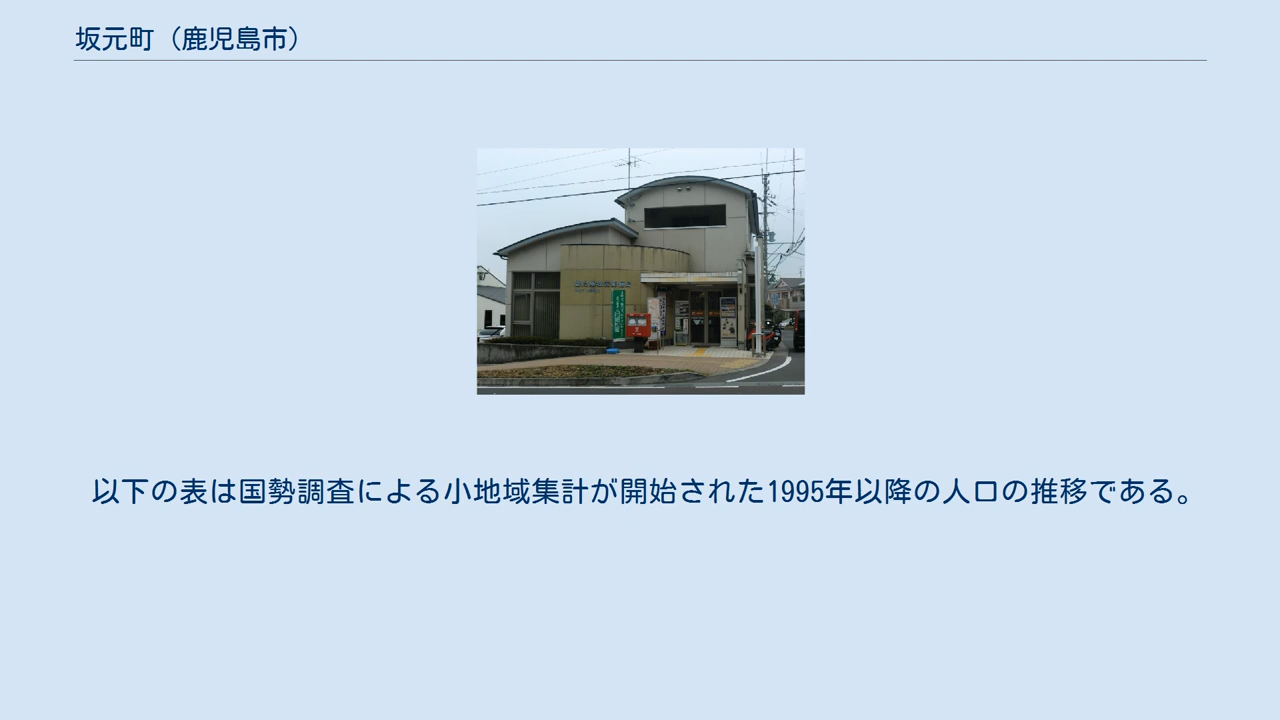 坂元町（鹿児島市）
以下の表は国勢調査による小地域集計が開始された1995年以降の人口の推移である。